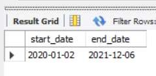 Result Grid Filter Rows:
start_date end_date
2020-01-02 2021-12-06